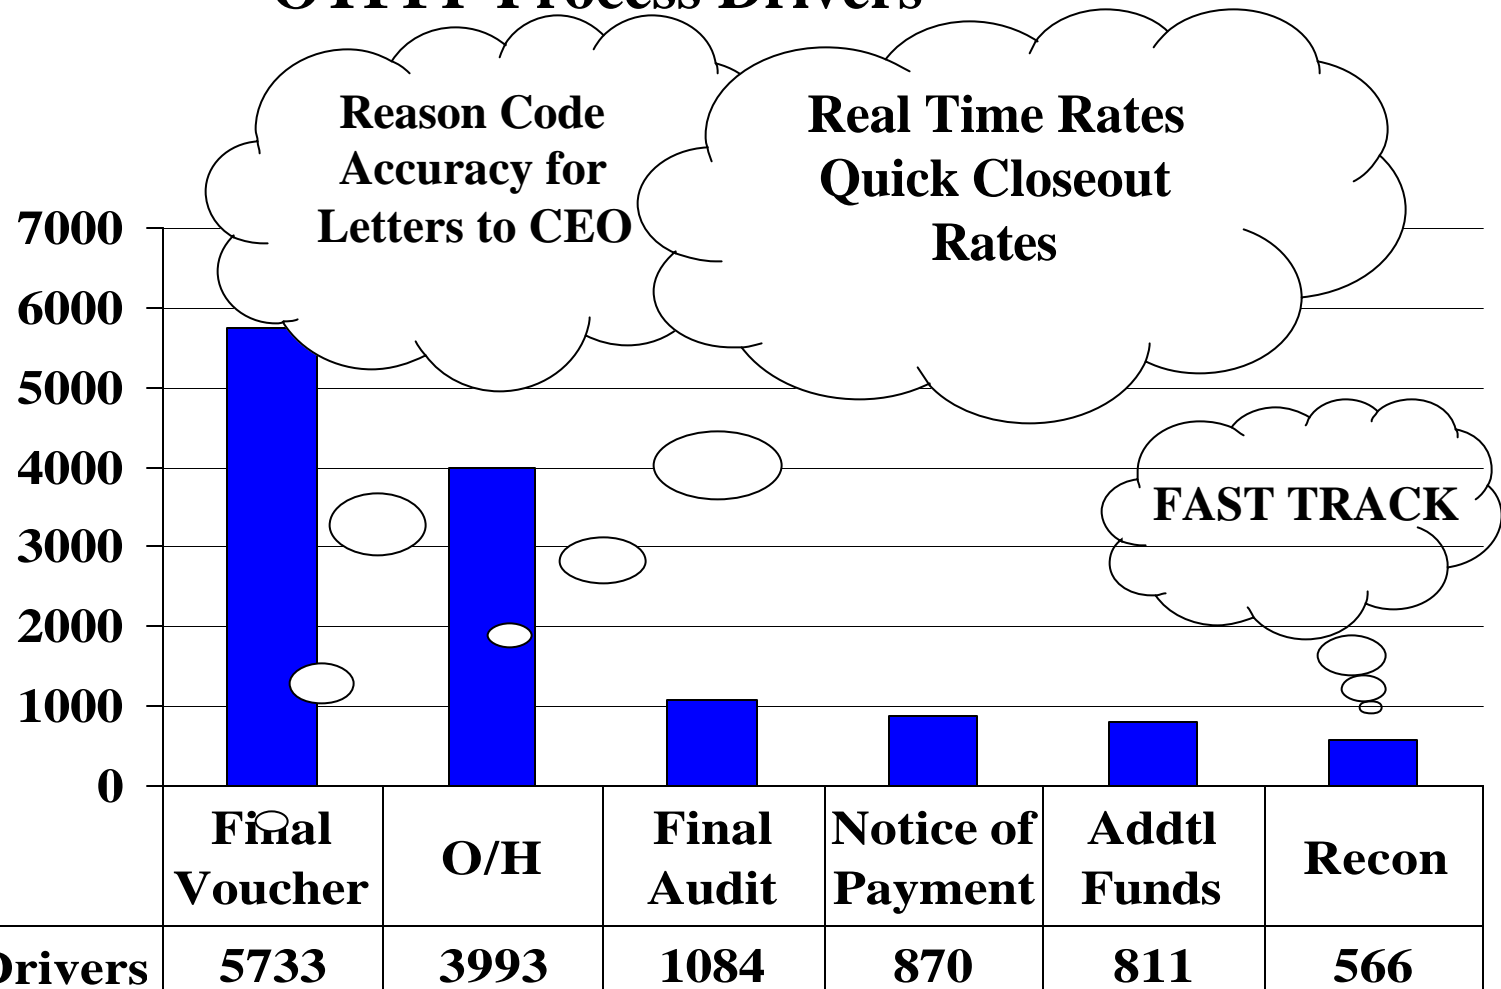 Process Drivers
Reason Code
Accuracy for
Letters to CEO
Real Time Rates
Quick Closeout
Rates
FAST TRACK
7000
6000
5000
4000
3000
2000
1000
0
Final
Voucher
O/H
Final
Audit
Notice of
Payment
Addtl
Funds
Recon
Drivers
5733
3993
1084
870
811
566